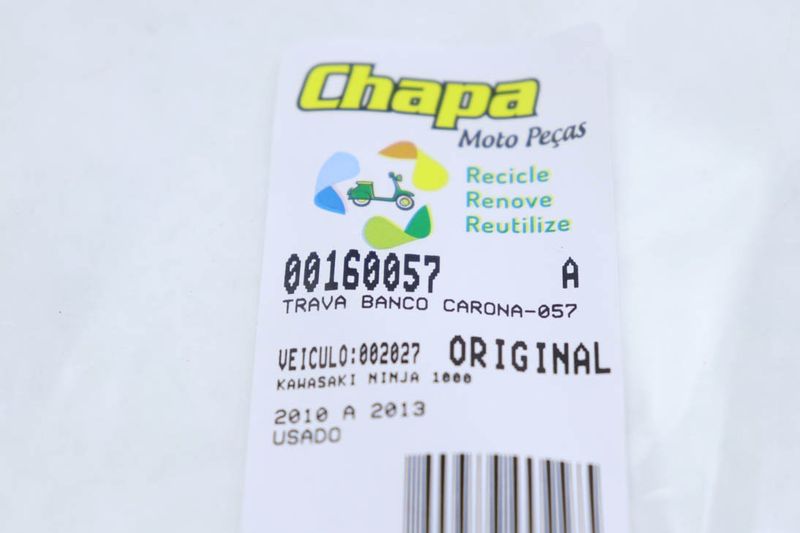 Chapa
Moto Peças
Recicle
Renove
Reutilize
00160057 A
TRAVA BANCO CARONA-057
VEICULO:002027 ORIGINAL
KAWASAKI NINJA 1000
2010 A 2013
USADO